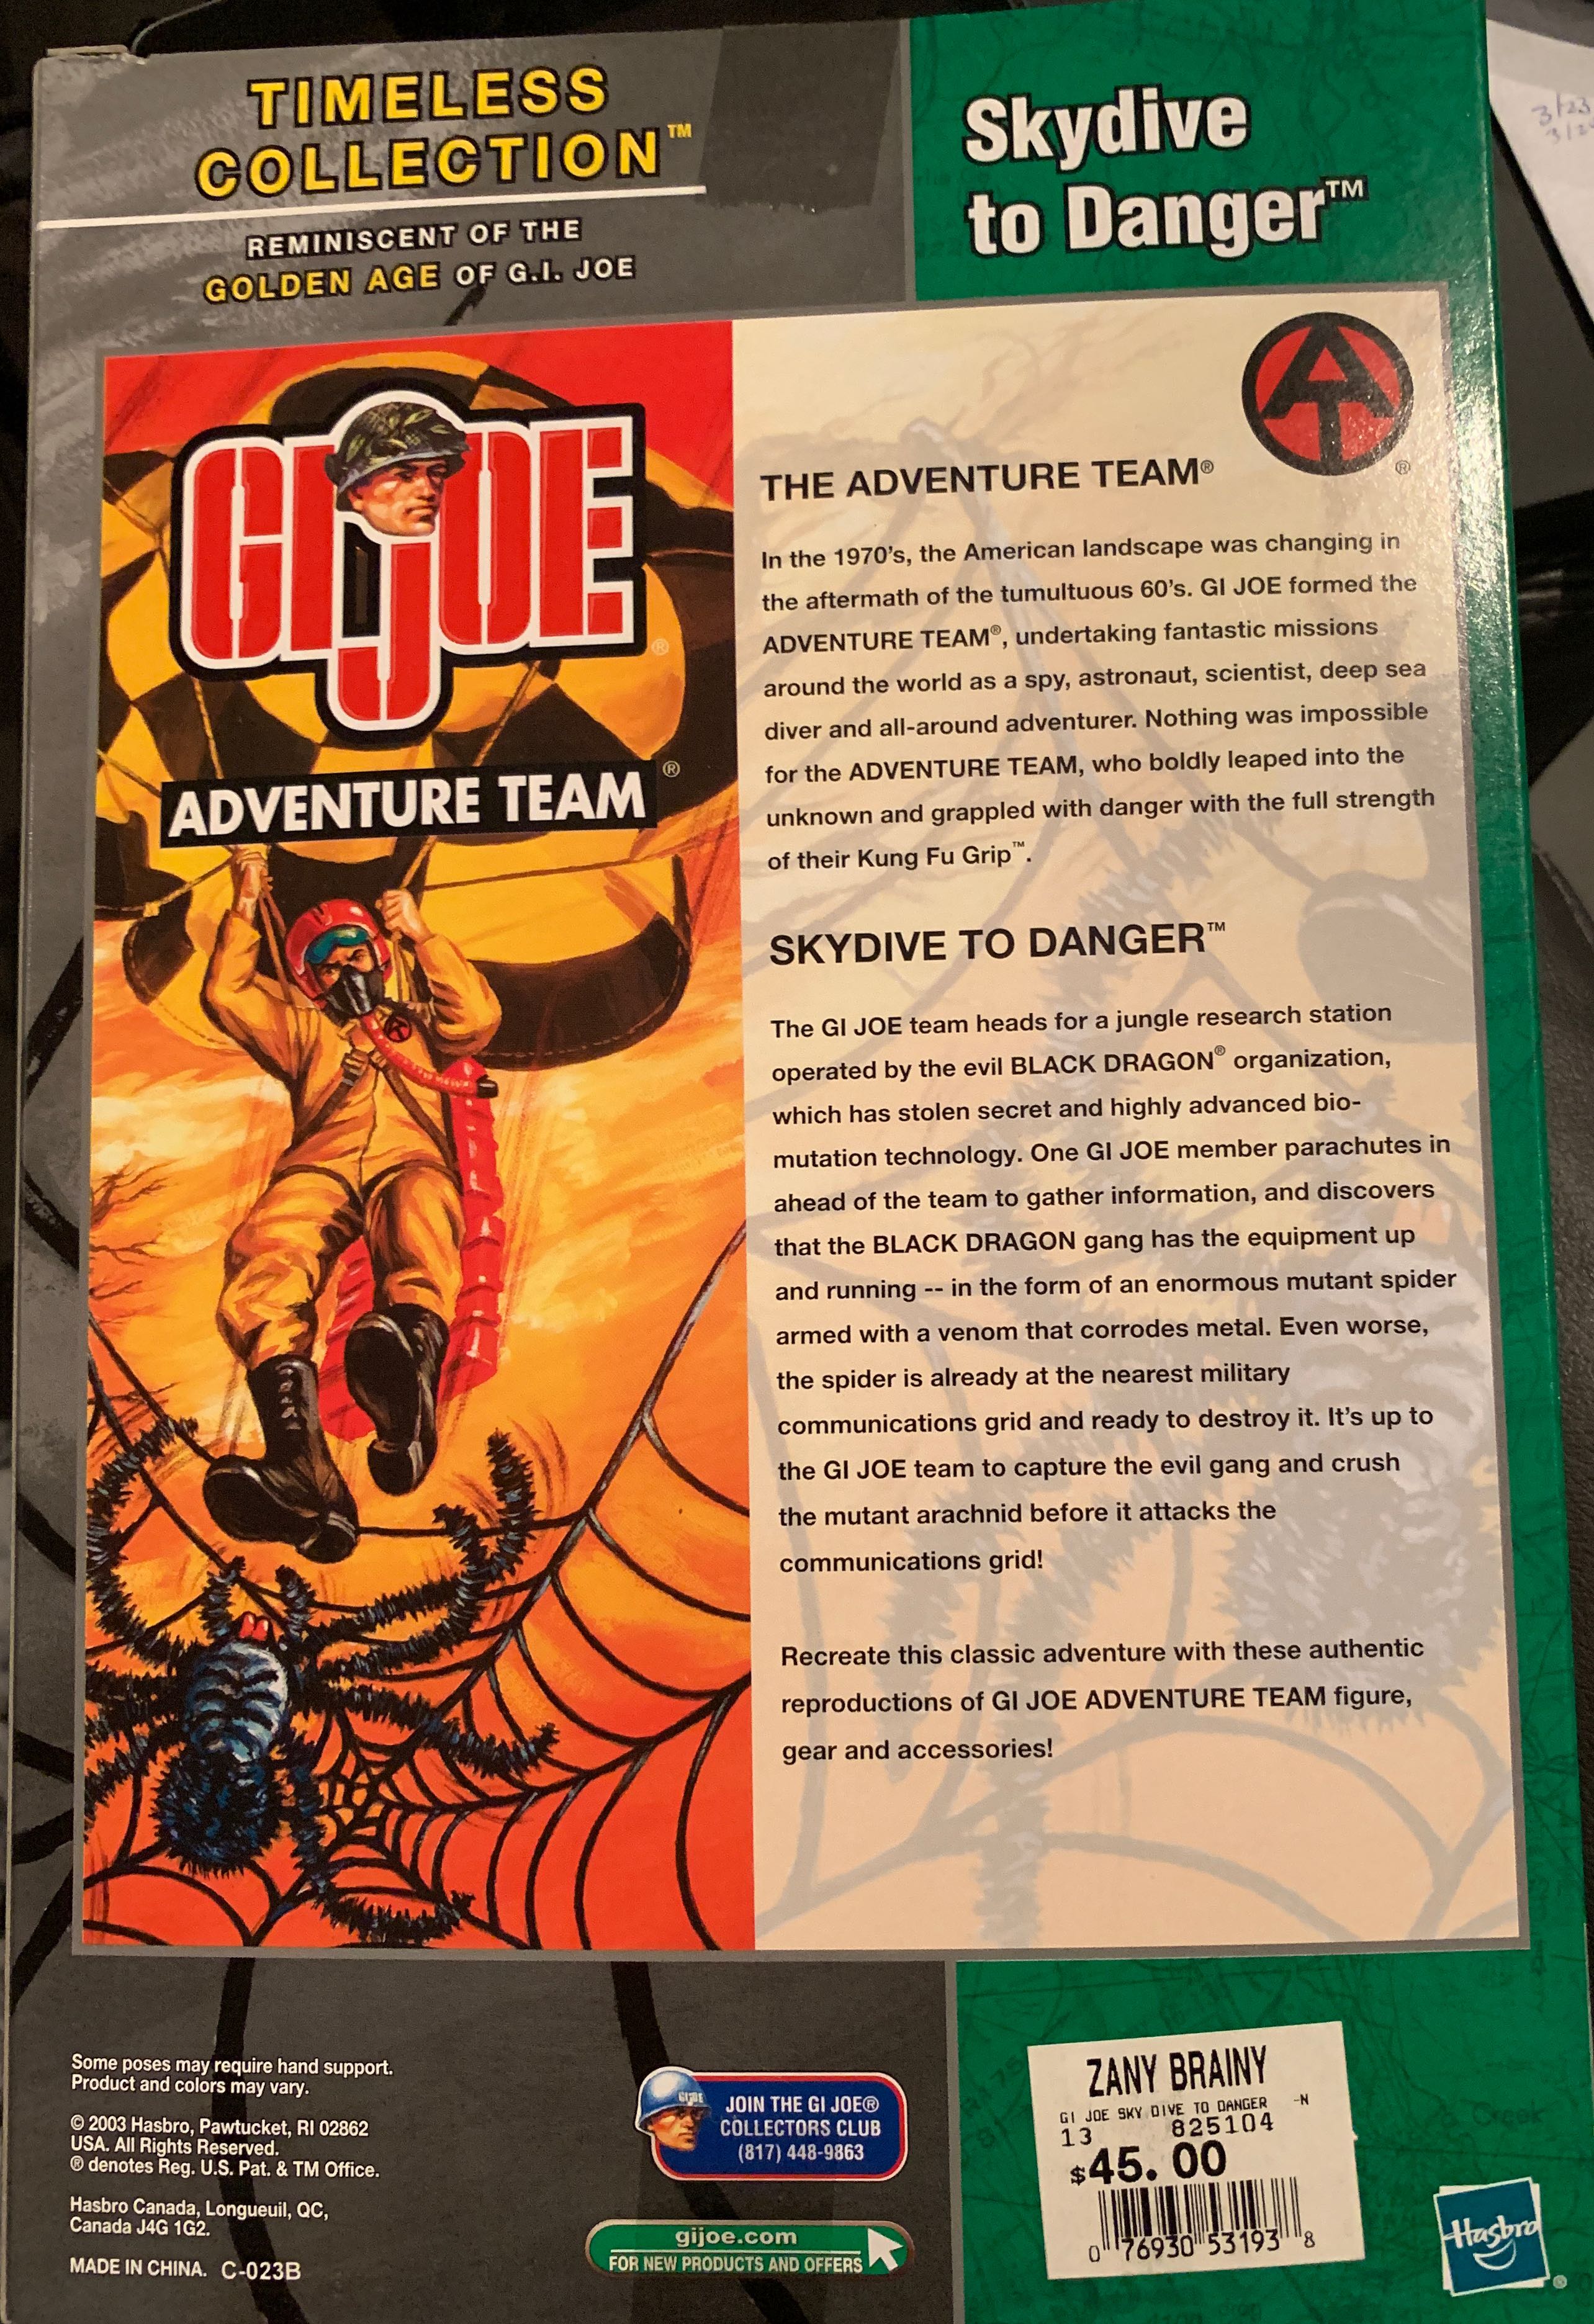 TIMELESS
COLLECTION™
REMINISCENT OF THE
GOLDEN AGE OF G.I. JOE
Skydive
to Danger™
GI JOE
®
ADVENTURE TEAM®
AT
®
THE ADVENTURE TEAM®
In the 1970's, the American landscape was changing in
the aftermath of the tumultuous 60's. GI JOE formed the
ADVENTURE TEAM®, undertaking fantastic missions
around the world as a spy, astronaut, scientist, deep sea
diver and all-around adventurer. Nothing was impossible
for the ADVENTURE TEAM, who boldly leaped into the
unknown and grappled with danger with the full strength
of their Kung Fu Grip™.
SKYDIVE TO DANGER™
The GI JOE team heads for a jungle research station
operated by the evil BLACK DRAGON® organization,
which has stolen secret and highly advanced bio-
mutation technology. One GI JOE member parachutes in
ahead of the team to gather information, and discovers
that the BLACK DRAGON gang has the equipment up
and running -- in the form of an enormous mutant spider
armed with a venom that corrodes metal. Even worse,
the spider is already at the nearest military
communications grid and ready to destroy it. It's up to
the GI JOE team to capture the evil gang and crush
the mutant arachnid before it attacks the
communications grid!
Recreate this classic adventure with these authentic
reproductions of GI JOE ADVENTURE TEAM figure,
gear and accessories!
Some poses may require hand support.
Product and colors may vary.
© 2003 Hasbro, Pawtucket, RI 02862
USA. All Rights Reserved.
® denotes Reg. U.S. Pat. & TM Office.
Hasbro Canada, Longueuil, QC,
Canada J4G 1G2.
MADE IN CHINA. C-023B
JOIN THE GI JOE®
COLLECTORS CLUB
(817) 448-9863
gijoe.com
FOR NEW PRODUCTS AND OFFERS
ZANY BRAINY
GI JOE SKY DIVE TO DANGER -N
13 825104
$45.00
0 76930 53193 8
Hasbro
®
3/23